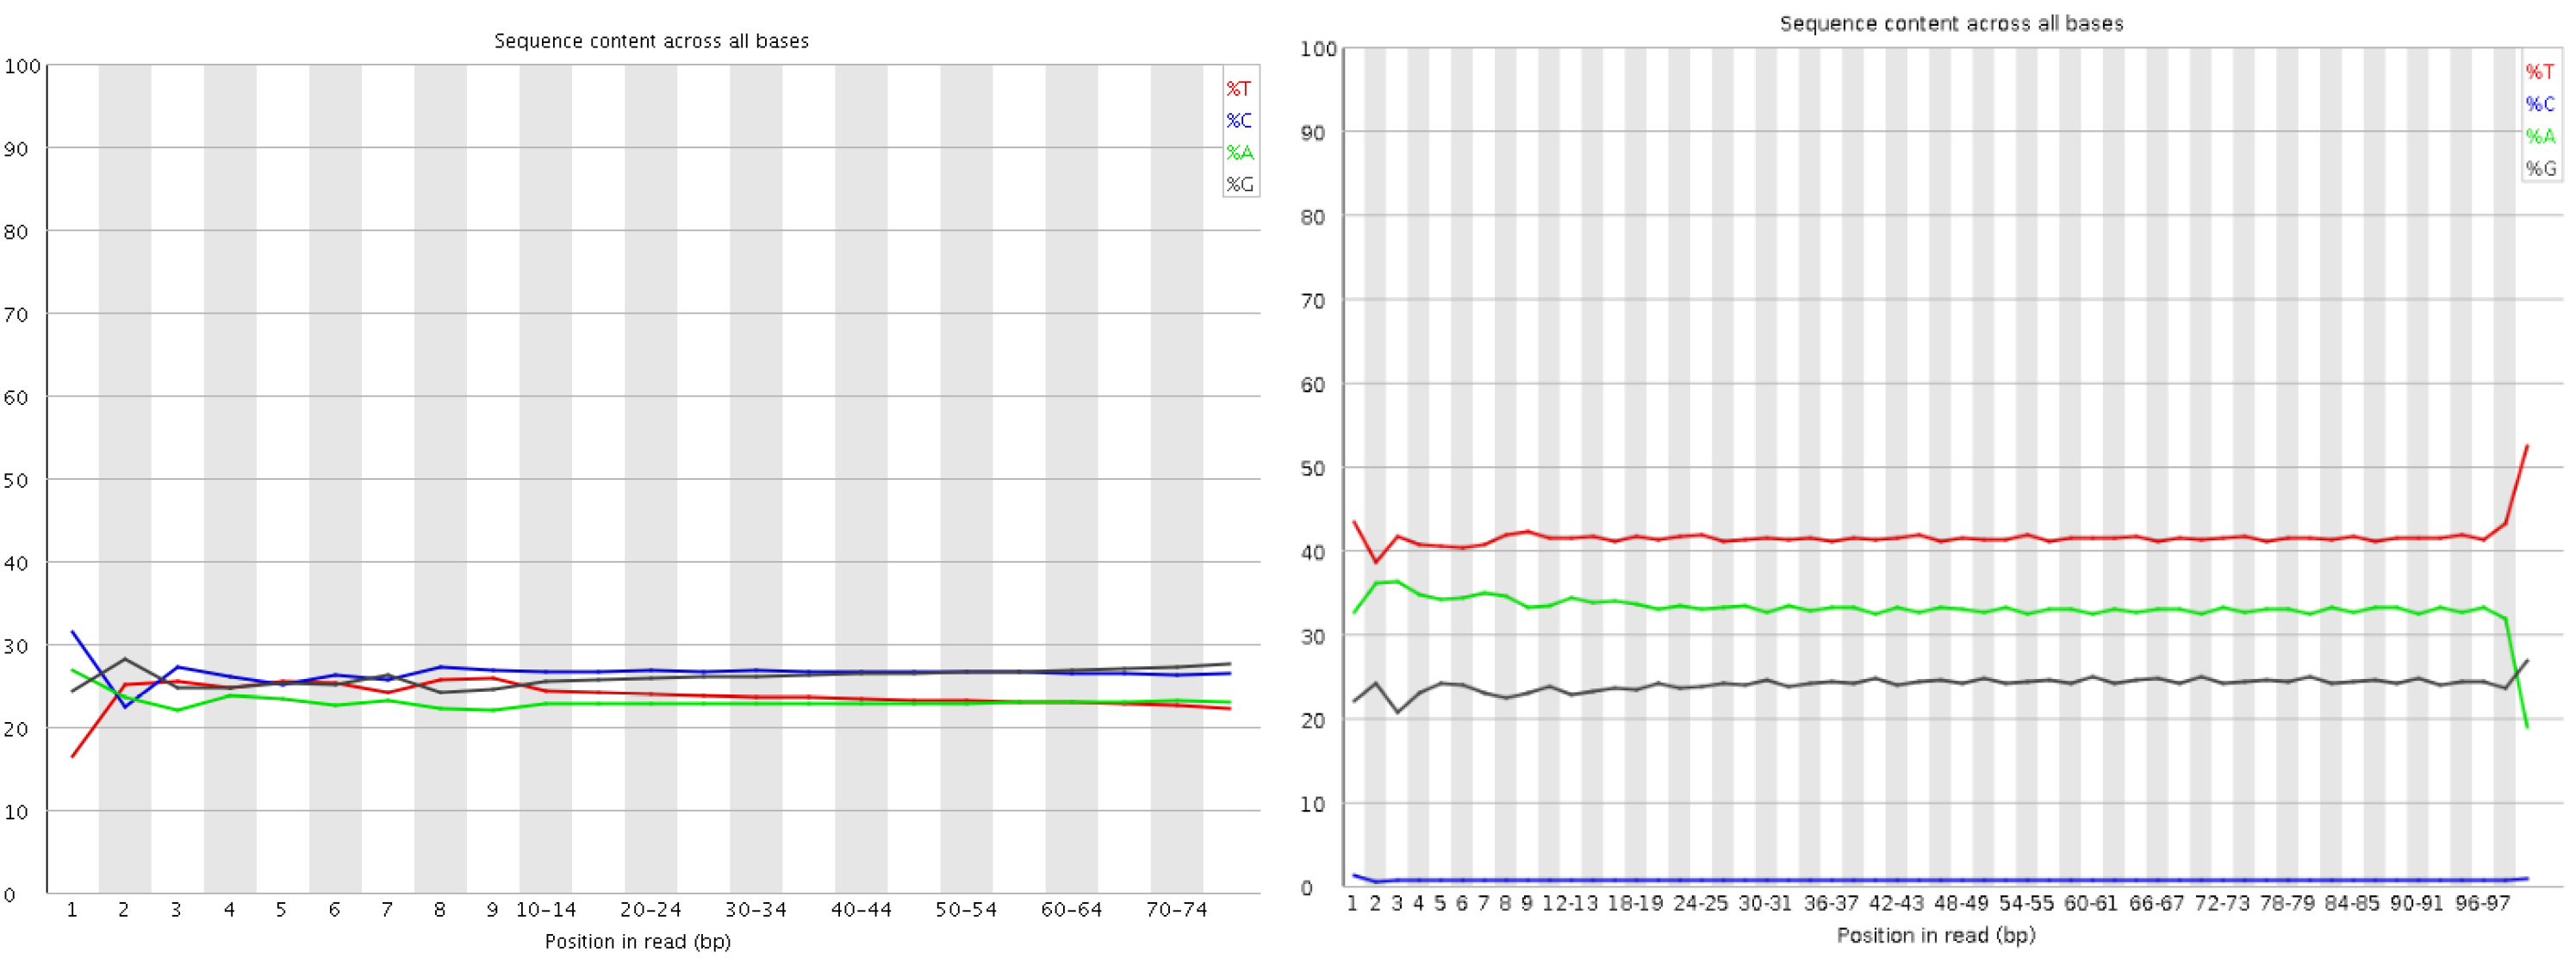 Sequence content across all bases
100
90
80
70
60
50
40
30
20
10
0
%T
%C
%A
%G
1 2 3 4 5 6 7 8 9 10-14 20-24 30-34 40-44 50-54 60-64 70-74
Position in read (bp)
Sequence content across all bases
100
90
80
70
60
50
40
30
20
10
0
%T
%C
%A
%G
1 2 3 4 5 6 7 8 9 12-13 18-19 24-25 30-31 36-37 42-43 48-49 54-55 60-61 66-67 72-73 78-79 84-85 90-91 96-97
Position in read (bp)